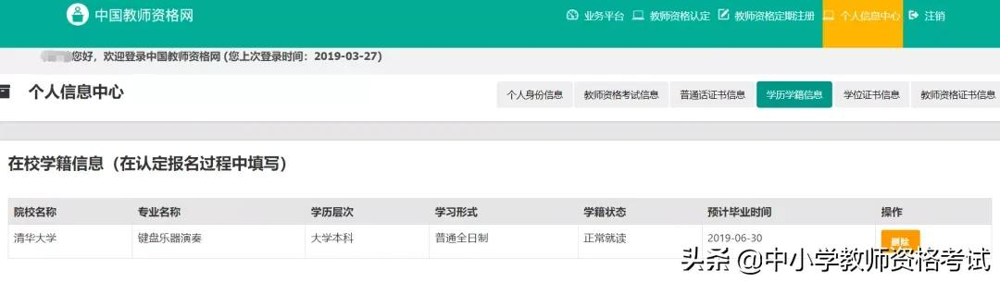 中国教师资格网
业务平台 教师资格认定 教师资格定期注册 个人信息中心 注销
您好，欢迎登录中国教师资格网 (您上次登录时间：2019-03-27)
个人信息中心
个人身份信息 教师资格考试信息 普通话证书信息 学历学籍信息 学位证书信息 教师资格证书信息
在校学籍信息（在认定报名过程中填写）
院校名称 专业名称 学历层次 学习形式 学籍状态 预计毕业时间 操作
清华大学 键盘乐器演奏 大学本科 普通全日制 正常就读 2019-06-30 删除
头条 @中小学教师资格考试